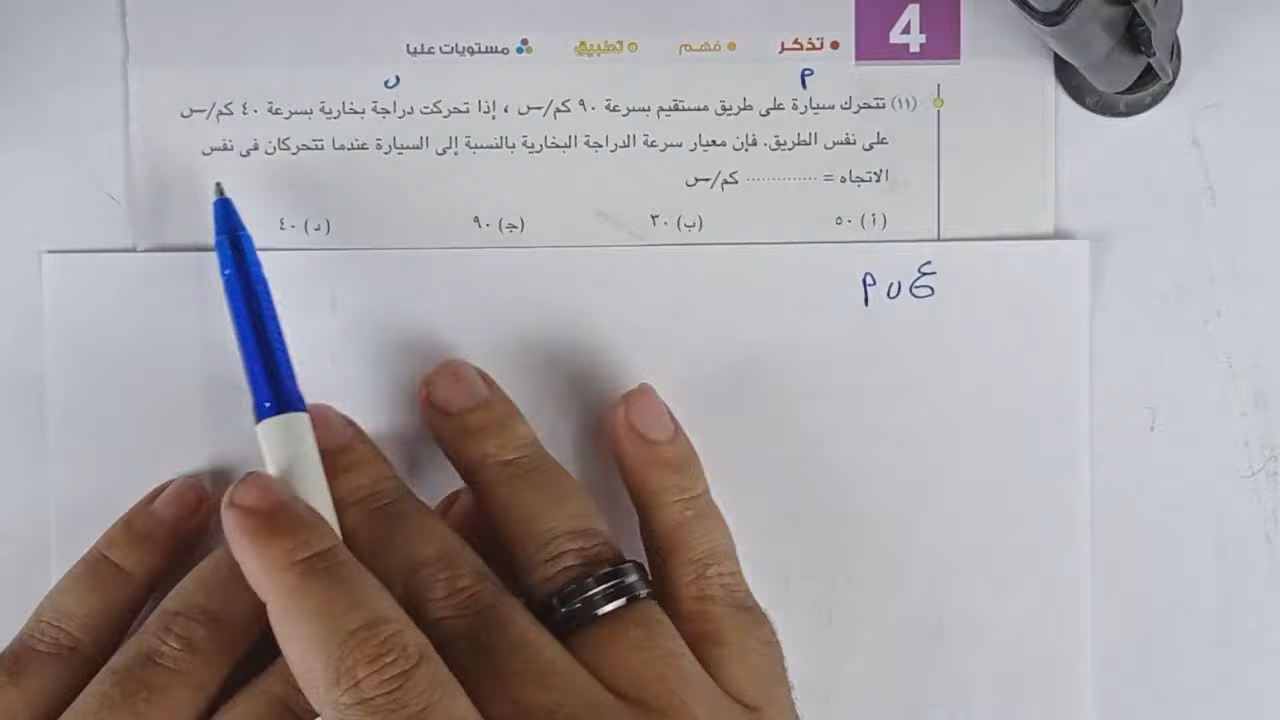 4
تذكر فهم تطبيق مستويات عليا
م ب
(١١) تتحرك سيارة على طريق مستقيم بسرعة ٩٠ كم/س ، إذا تحركت دراجة بخارية بسرعة ٤٠ كم/س
على نفس الطريق. فإن معيار سرعة الدراجة البخارية بالنسبة إلى السيارة عندما تتحركان فى نفس
الاتجاه = .............. كم/س
(أ) ٥٠ (ب) ٣٠ (ج) ٩٠ (د) ٤٠
ع ب م